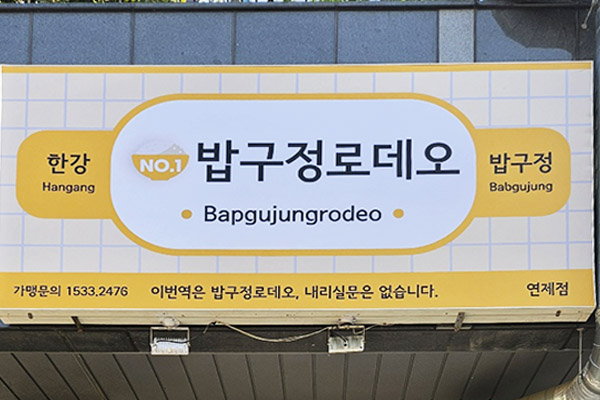 한강
Hangang
NO.1
밥구정로데오
Bapgujungrodeo
밥구정
Babgujung
가맹문의 1533.2476
이번역은 밥구정로데오, 내리실문은 없습니다.
연제점